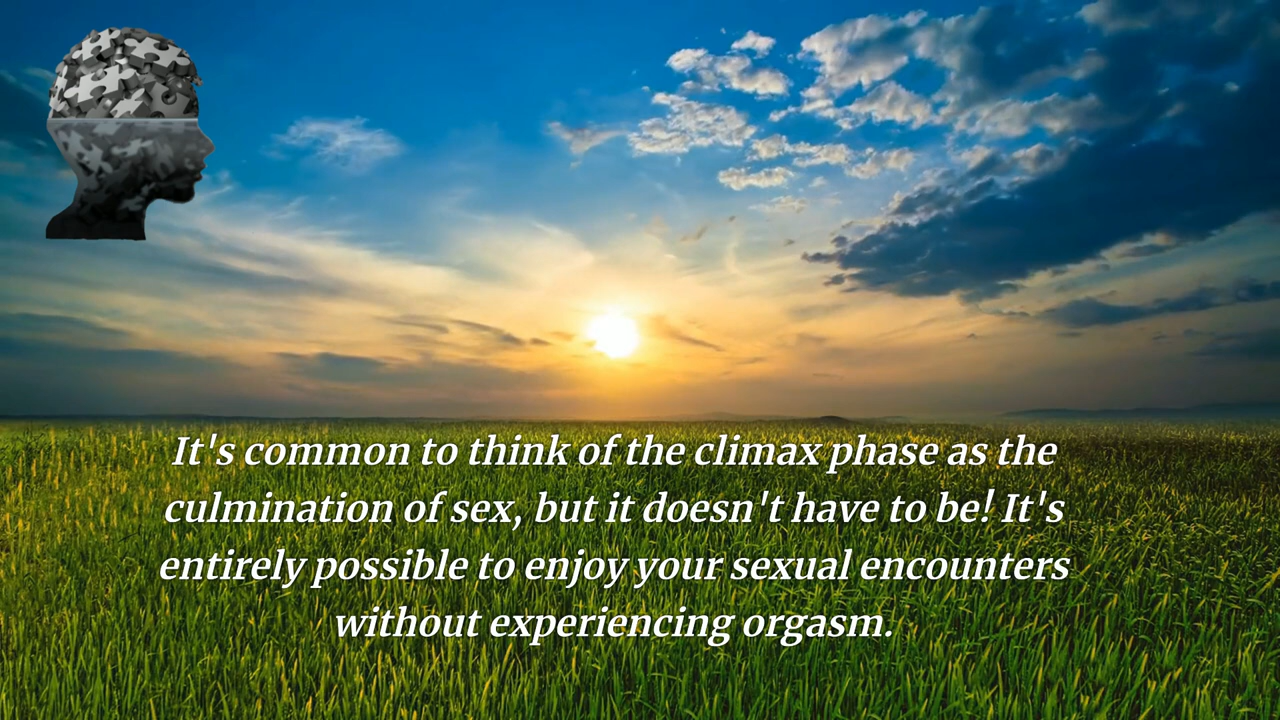 It's common to think of the climax phase as the
culmination of sex, but it doesn't have to be! It's
entirely possible to enjoy your sexual encounters
without experiencing orgasm.